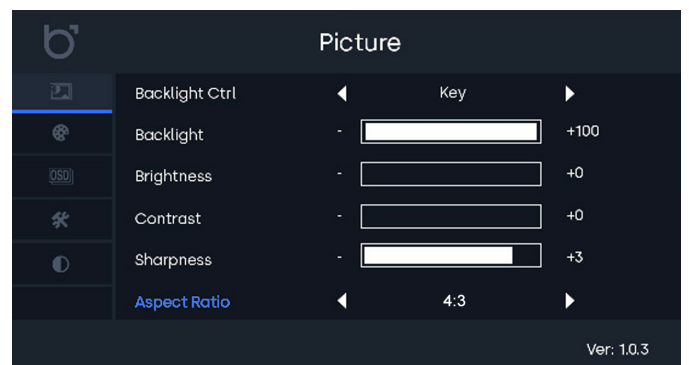 Picture
Backlight Ctrl Key
Backlight - +100
Brightness - +0
OSD
Contrast - +0
Sharpness - +3
Aspect Ratio 4:3
Ver: 1.0.3